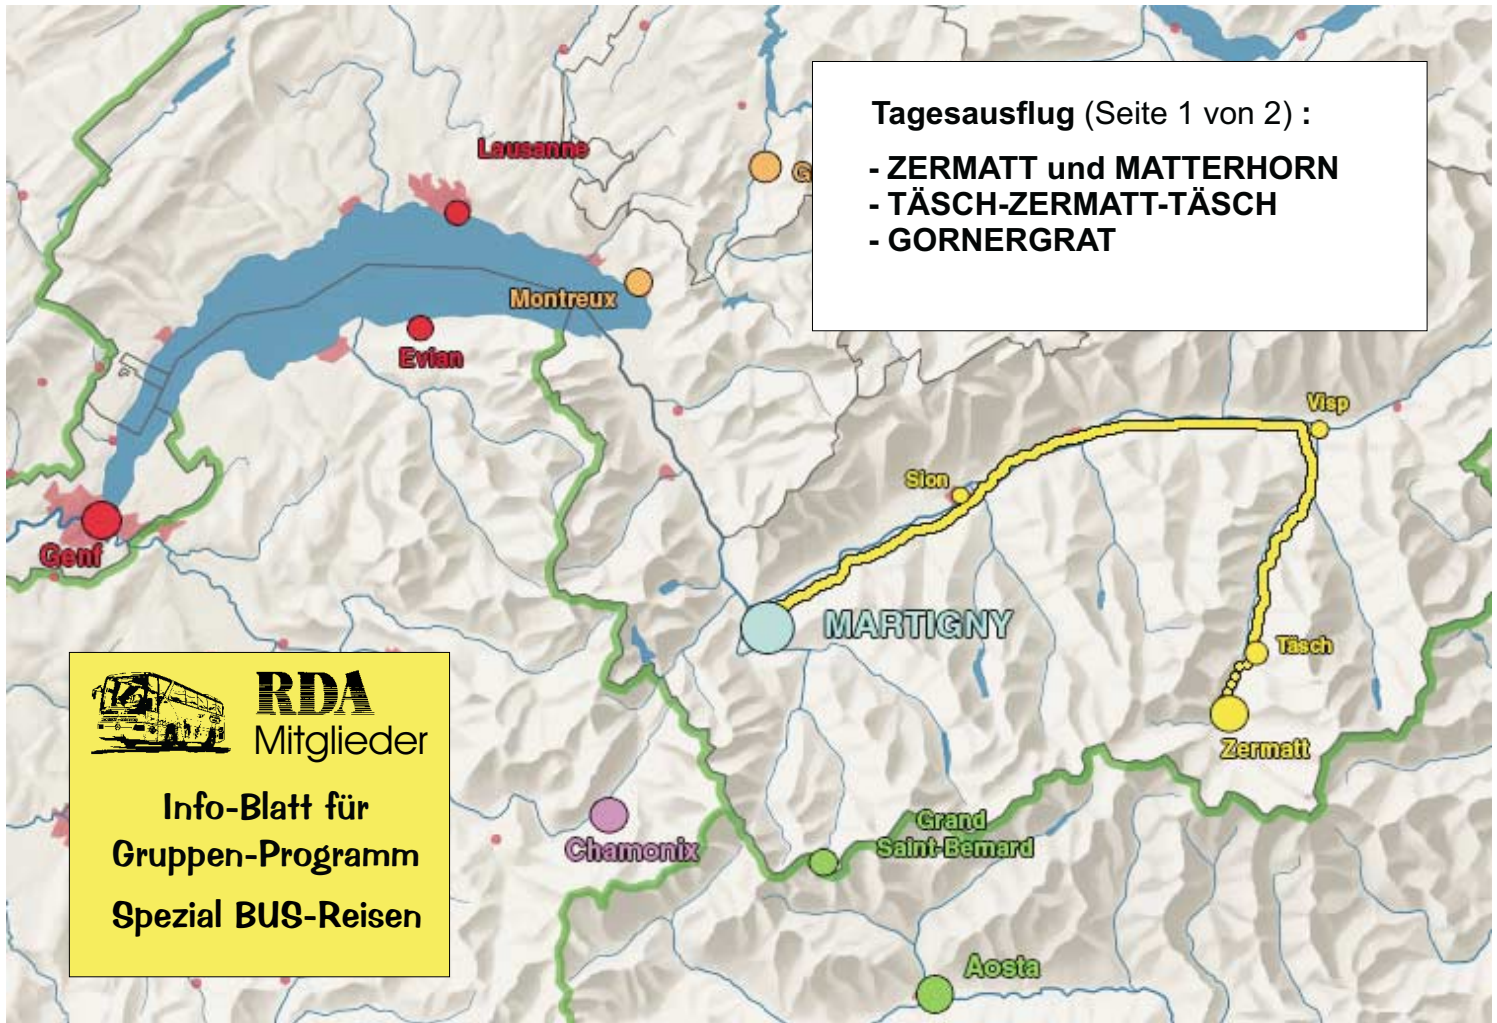 Tagesausflug (Seite 1 von 2) :
- ZERMATT und MATTERHORN
- TÄSCH-ZERMATT-TÄSCH
- GORNERGRAT
Lausanne
G
Montreux
Evian
Visp
Sion
Genf
MARTIGNY
Täsch
Zermatt
RDA
Mitglieder
Info-Blatt für
Gruppen-Programm
Spezial BUS-Reisen
Chamonix
Grand
Saint-Bernard
Aosta